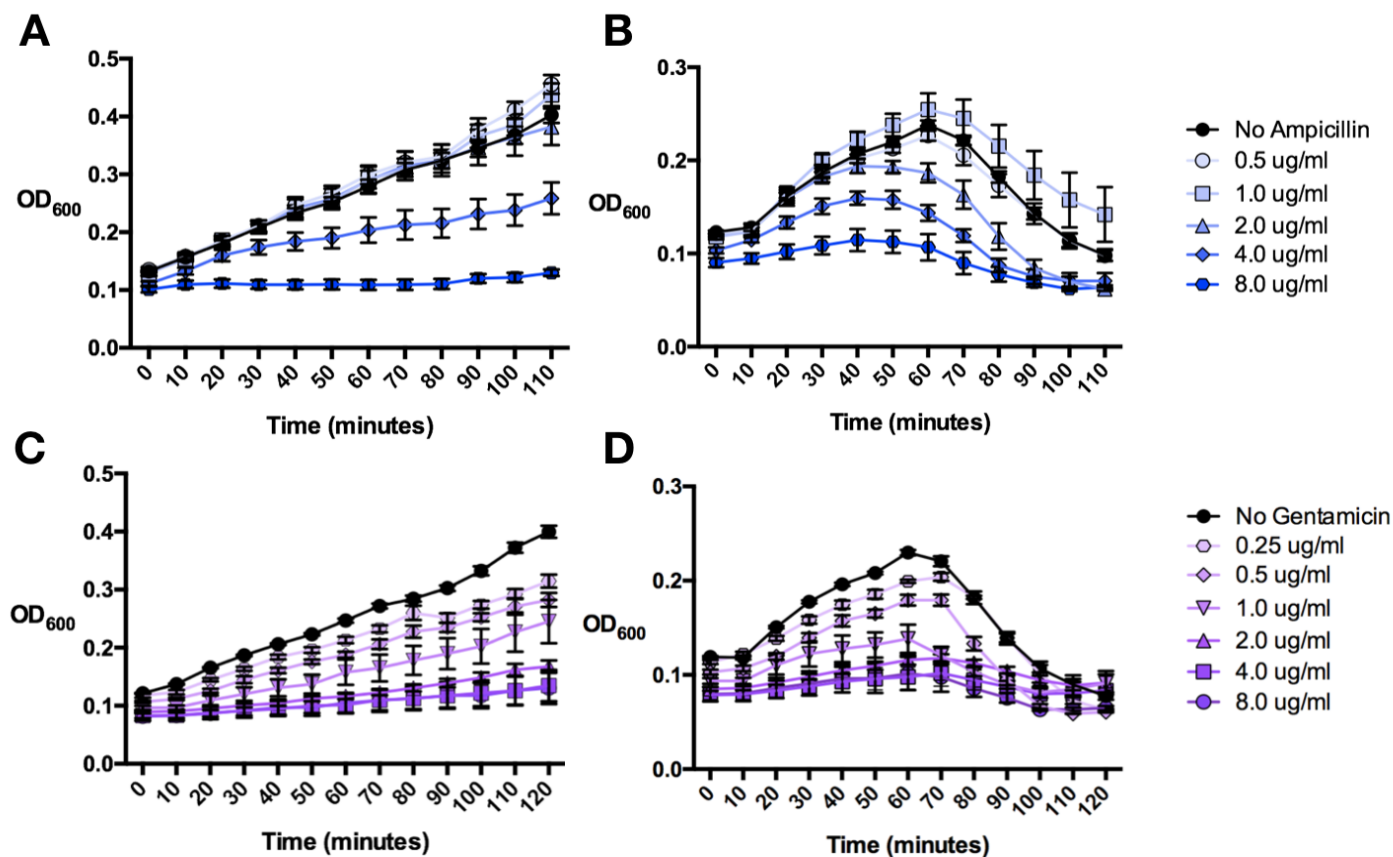 A
0.5
0.4
0.3
0.2
0.1
0.0
OD600
0 10 20 30 40 50 60 70 80 90 100 110
Time (minutes)
B
0.3
0.2
0.1
0.0
OD600
0 10 20 30 40 50 60 70 80 90 100 110
Time (minutes)
No Ampicillin
0.5 ug/ml
1.0 ug/ml
2.0 ug/ml
4.0 ug/ml
8.0 ug/ml
C
0.5
0.4
0.3
0.2
0.1
0.0
OD600
0 10 20 30 40 50 60 70 80 90 100 110 120
Time (minutes)
D
0.3
0.2
0.1
0.0
OD600
0 10 20 30 40 50 60 70 80 90 100 110 120
Time (minutes)
No Gentamicin
0.25 ug/ml
0.5 ug/ml
1.0 ug/ml
2.0 ug/ml
4.0 ug/ml
8.0 ug/ml